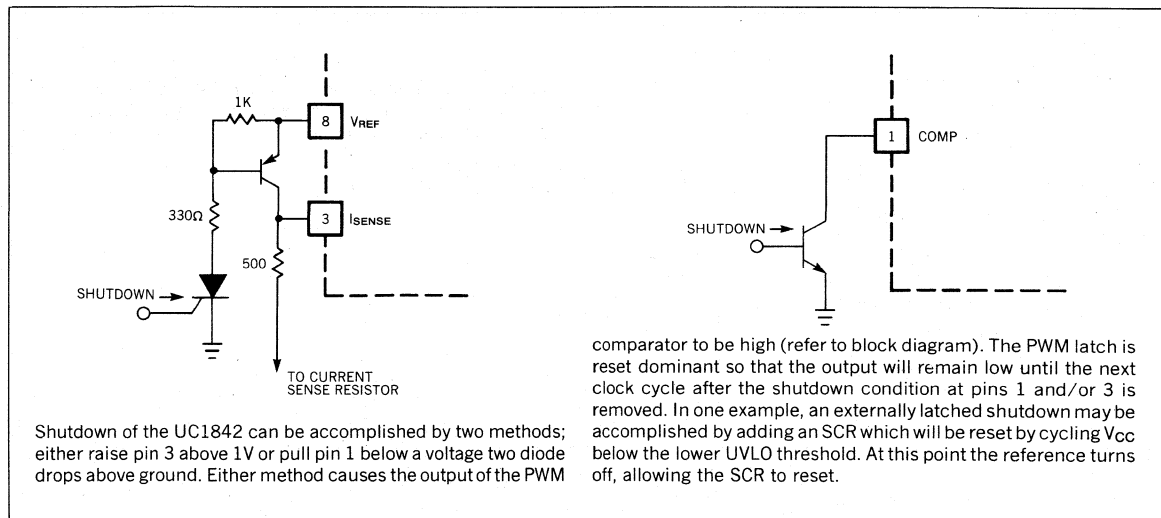 1K
8 VREF
330Ω
3 ISENSE
500
SHUTDOWN
TO CURRENT
SENSE RESISTOR
Shutdown of the UC1842 can be accomplished by two methods;
either raise pin 3 above 1V or pull pin 1 below a voltage two diode
drops above ground. Either method causes the output of the PWM
1 COMP
SHUTDOWN
comparator to be high (refer to block diagram). The PWM latch is
reset dominant so that the output will remain low until the next
clock cycle after the shutdown condition at pins 1 and/or 3 is
removed. In one example, an externally latched shutdown may be
accomplished by adding an SCR which will be reset by cycling VCC
below the lower UVLO threshold. At this point the reference turns
off, allowing the SCR to reset.